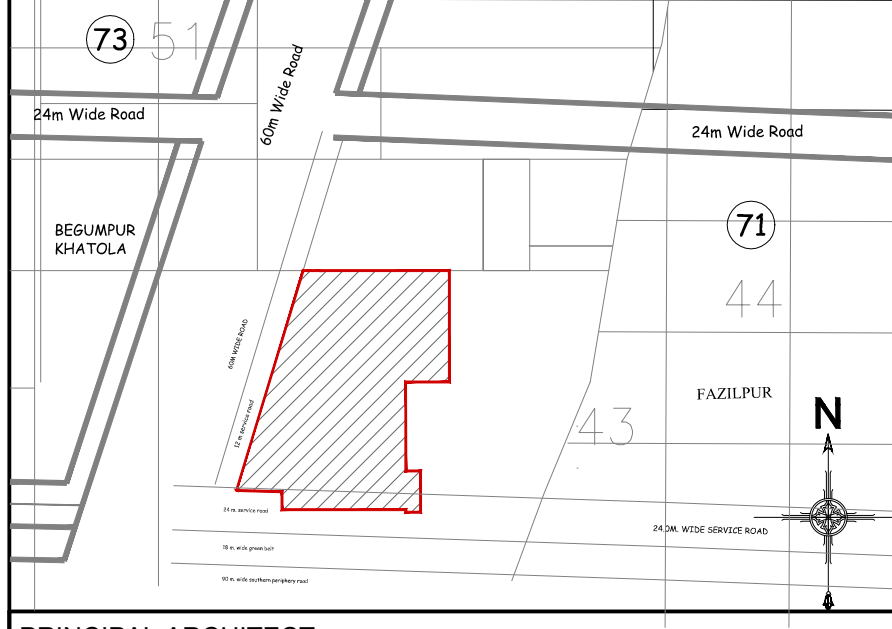 73
51
60m Wide Road
24m Wide Road
24m Wide Road
BEGUMPUR
KHATOLA
71
44
60M WIDE ROAD
FAZILPUR
N
12 m service road
43
24 m. service road
24.0M. WIDE SERVICE ROAD
18 m. wide green belt
90 m. wide southern periphery road
PRINCIPAL ARCHITECT